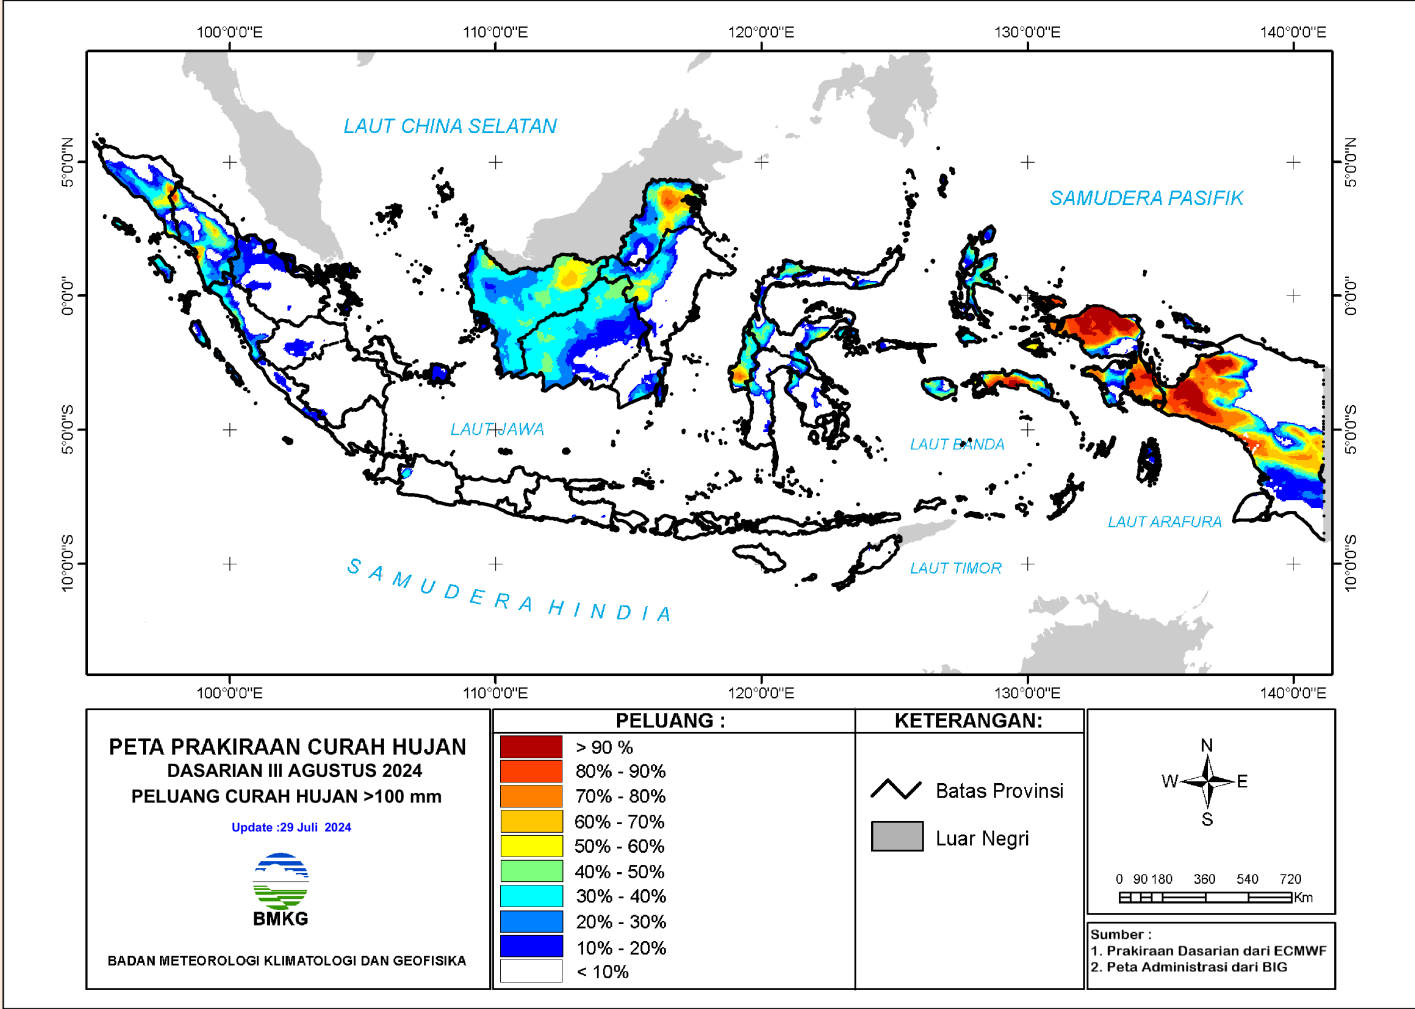 100°0'0"E 110°0'0"E 120°0'0"E 130°0'0"E 140°0'0"E
LAUT CHINA SELATAN
5°0'0"N 5°0'0"N
SAMUDERA PASIFIK
0°0'0" 0°0'0"
LAUT JAWA
5°0'0"S 5°0'0"S
LAUT BANDA
LAUT ARAFURA
10°0'0"S 10°0'0"S
LAUT TIMOR
SAMUDERA HINDIA
100°0'0"E 110°0'0"E 120°0'0"E 130°0'0"E 140°0'0"E
PETA PRAKIRAAN CURAH HUJAN
DASARIAN III AGUSTUS 2024
PELUANG CURAH HUJAN >100 mm
Update :29 Juli 2024
BMKG
BADAN METEOROLOGI KLIMATOLOGI DAN GEOFISIKA
PELUANG :
> 90 %
80% - 90%
70% - 80%
60% - 70%
50% - 60%
40% - 50%
30% - 40%
20% - 30%
10% - 20%
< 10%
KETERANGAN:
Batas Provinsi
Luar Negri
N
W E
S
0 90 180 360 540 720
Km
Sumber :
1. Prakiraan Dasarian dari ECMWF
2. Peta Administrasi dari BIG